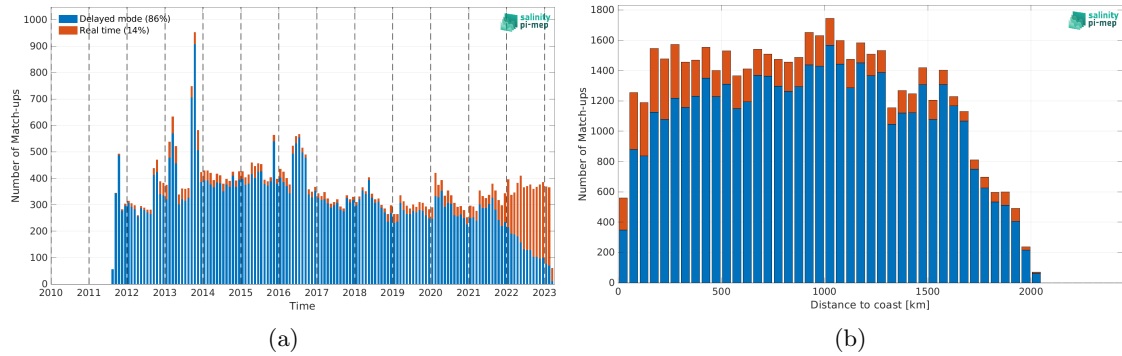 Delayed mode (86%)
Real time (14%)
salinity
pi-mep
Number of Match-ups
1000
900
800
700
600
500
400
300
200
100
0
2010 2011 2012 2013 2014 2015 2016 2017 2018 2019 2020 2021 2022 2023
Time
(a)
salinity
pi-mep
Number of Match-ups
1800
1600
1400
1200
1000
800
600
400
200
0
0 500 1000 1500 2000
Distance to coast [km]
(b)